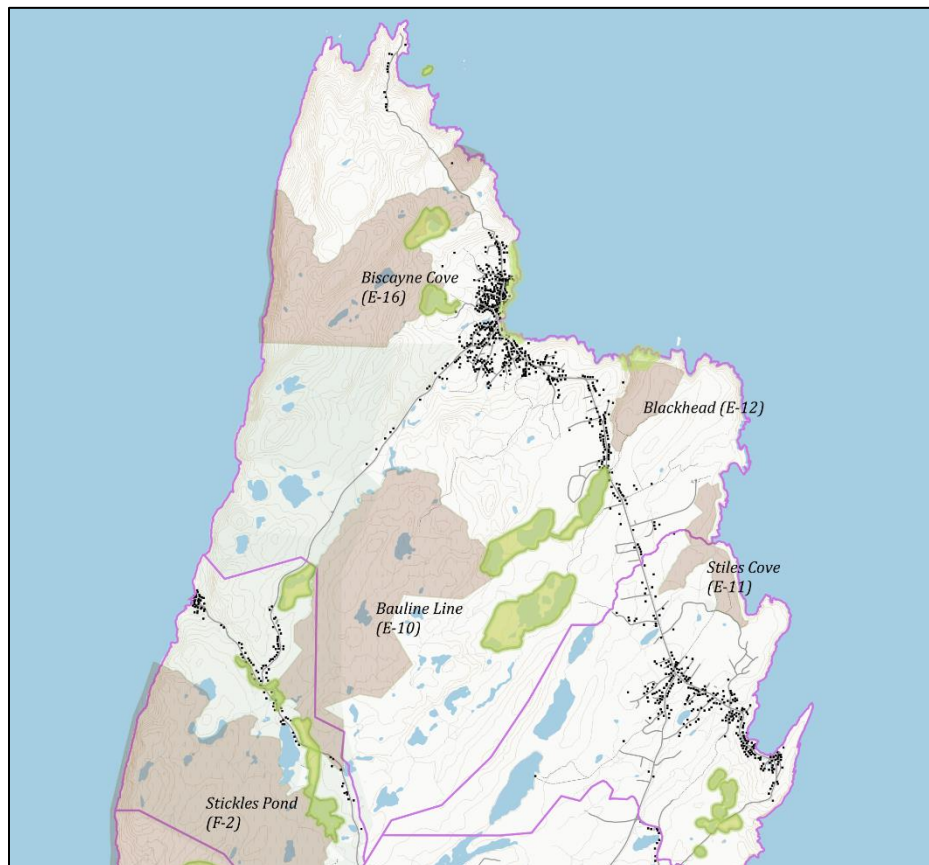 Biscayne Cove
(E-16)
Blackhead (E-12)
Stiles Cove
(E-11)
Bauline Line
(E-10)
Stickles Pond
(F-2)